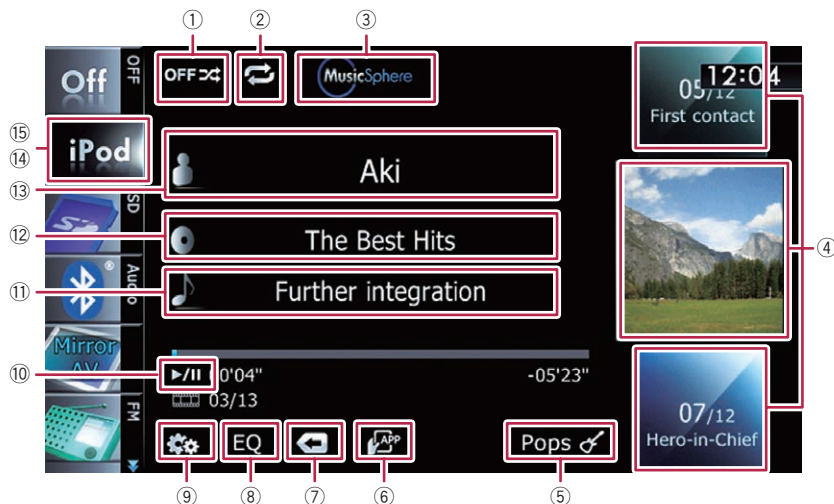 ① ② ③
Off OFF
OFF
MusicSphere
12:04
05/12
First contact
⑮
⑭
iPod
⑬
Aki
SD
⑫
The Best Hits
④
Audio
⑪
Further integration
Mirror
AV
⑩
►/II 0'04" -05'23"
03/13
FM
EQ
APP
Pops
07/12
Hero-in-Chief
⑨ ⑧ ⑦ ⑥ ⑤